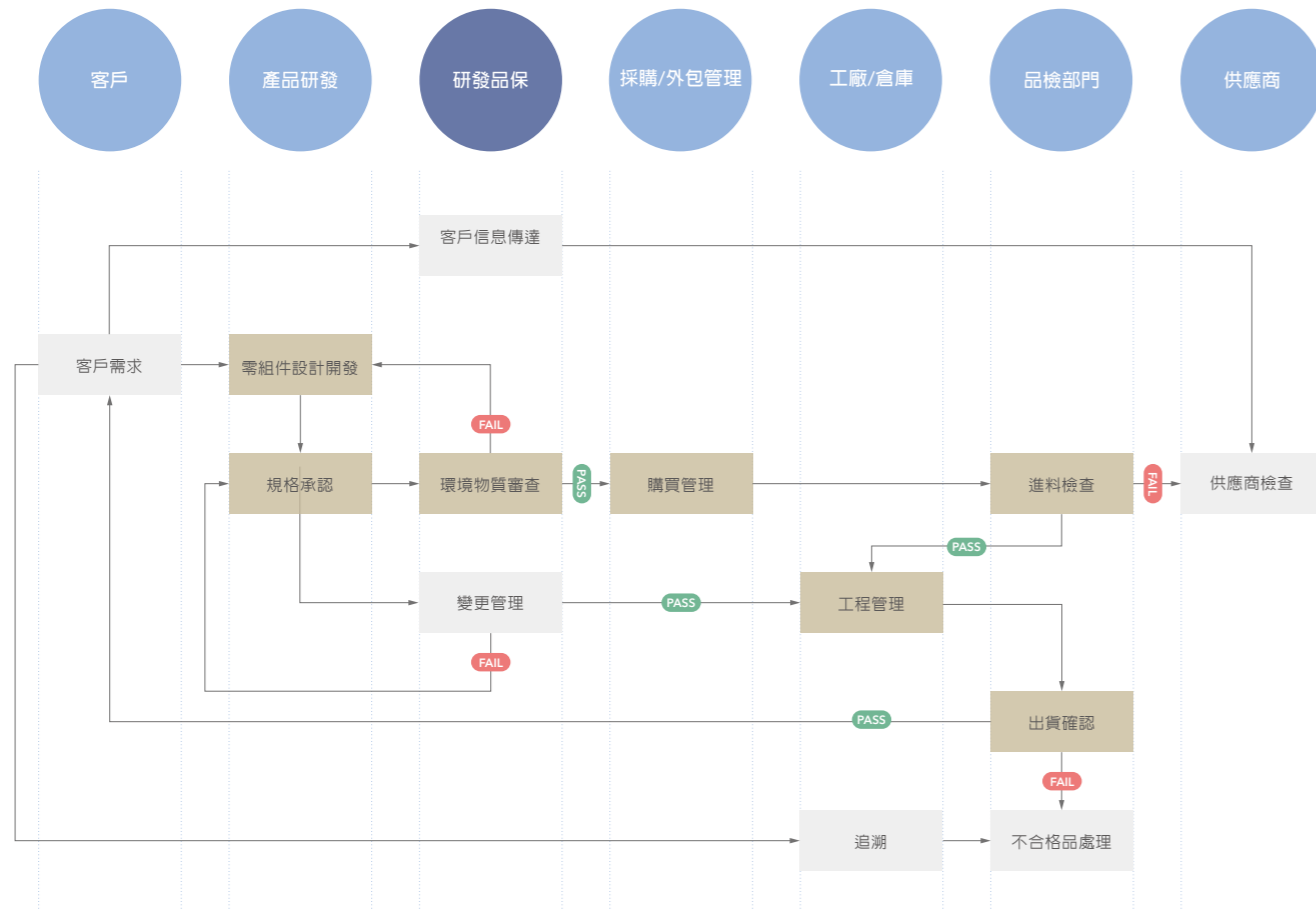 客戶
產品研發
研發品保
採購/外包管理
工廠/倉庫
品檢部門
供應商
客戶信息傳達
客戶需求
零組件設計開發
FAIL
規格承認
環境物質審查
PASS
購買管理
進料檢查
FAIL
供應商檢查
PASS
變更管理
PASS
工程管理
FAIL
PASS
出貨確認
FAIL
追溯
不合格品處理